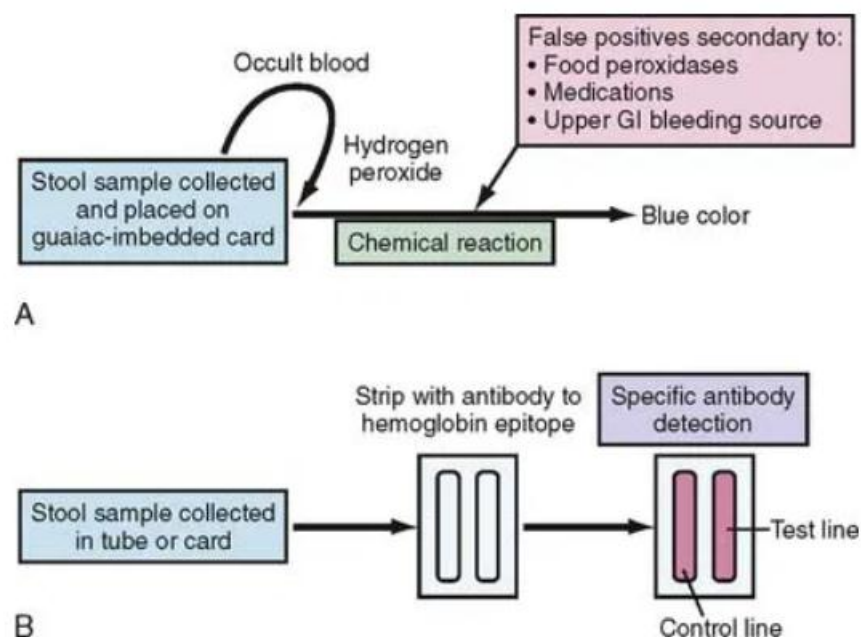 Occult blood
False positives secondary to:
• Food peroxidases
• Medications
• Upper GI bleeding source
Hydrogen
peroxide
Stool sample collected
and placed on
guaiac-imbedded card
Blue color
Chemical reaction
A
Strip with antibody to
hemoglobin epitope
Specific antibody
detection
Stool sample collected
in tube or card
Test line
Control line
B